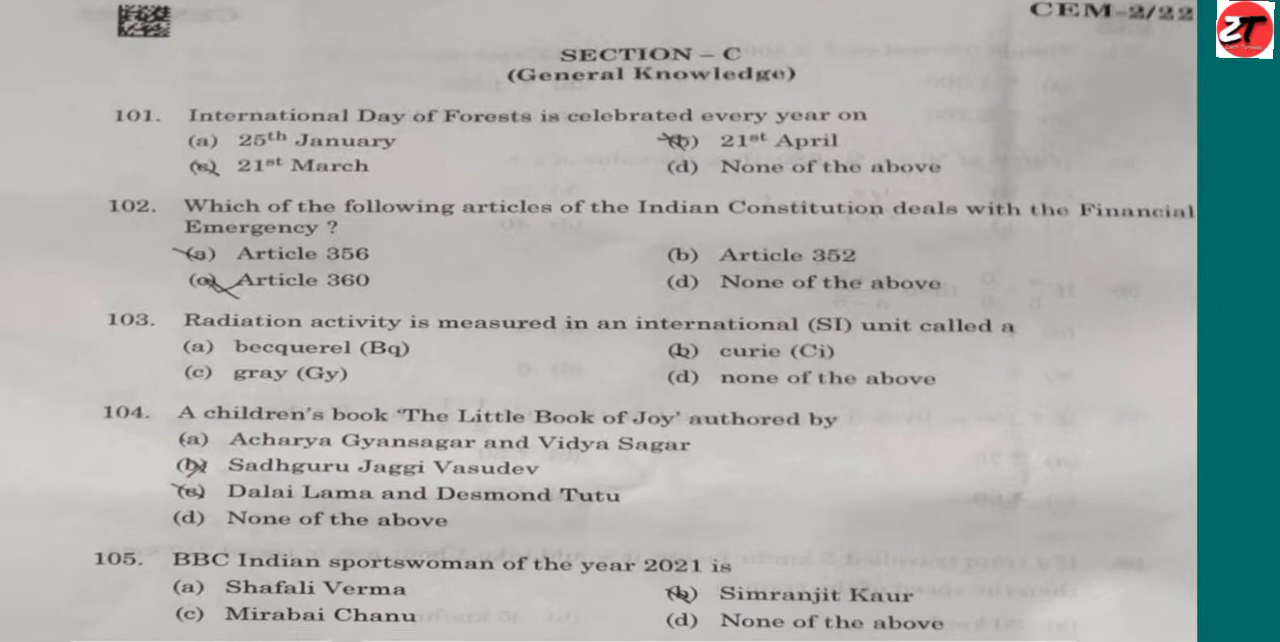 CEM-2/22
ZT
SECTION – C
(General Knowledge)
101. International Day of Forests is celebrated every year on
(a) 25th January (b) 21st April
(c) 21st March (d) None of the above
102. Which of the following articles of the Indian Constitution deals with the Financial
Emergency ?
(a) Article 356 (b) Article 352
(c) Article 360 (d) None of the above
103. Radiation activity is measured in an international (SI) unit called a
(a) becquerel (Bq) (b) curie (Ci)
(c) gray (Gy) (d) none of the above
104. A children's book 'The Little Book of Joy' authored by
(a) Acharya Gyansagar and Vidya Sagar
(b) Sadhguru Jaggi Vasudev
(c) Dalai Lama and Desmond Tutu
(d) None of the above
105. BBC Indian sportswoman of the year 2021 is
(a) Shafali Verma (b) Simranjit Kaur
(c) Mirabai Chanu (d) None of the above